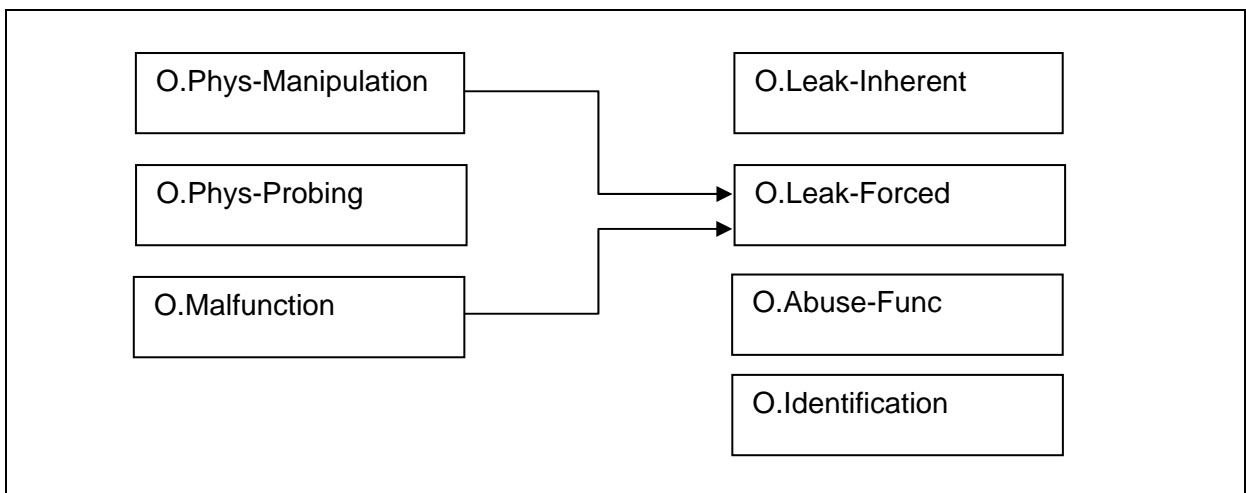 O.Phys-Manipulation
O.Leak-Inherent
O.Phys-Probing
O.Leak-Forced
O.Malfunction
O.Abuse-Func
O.Identification